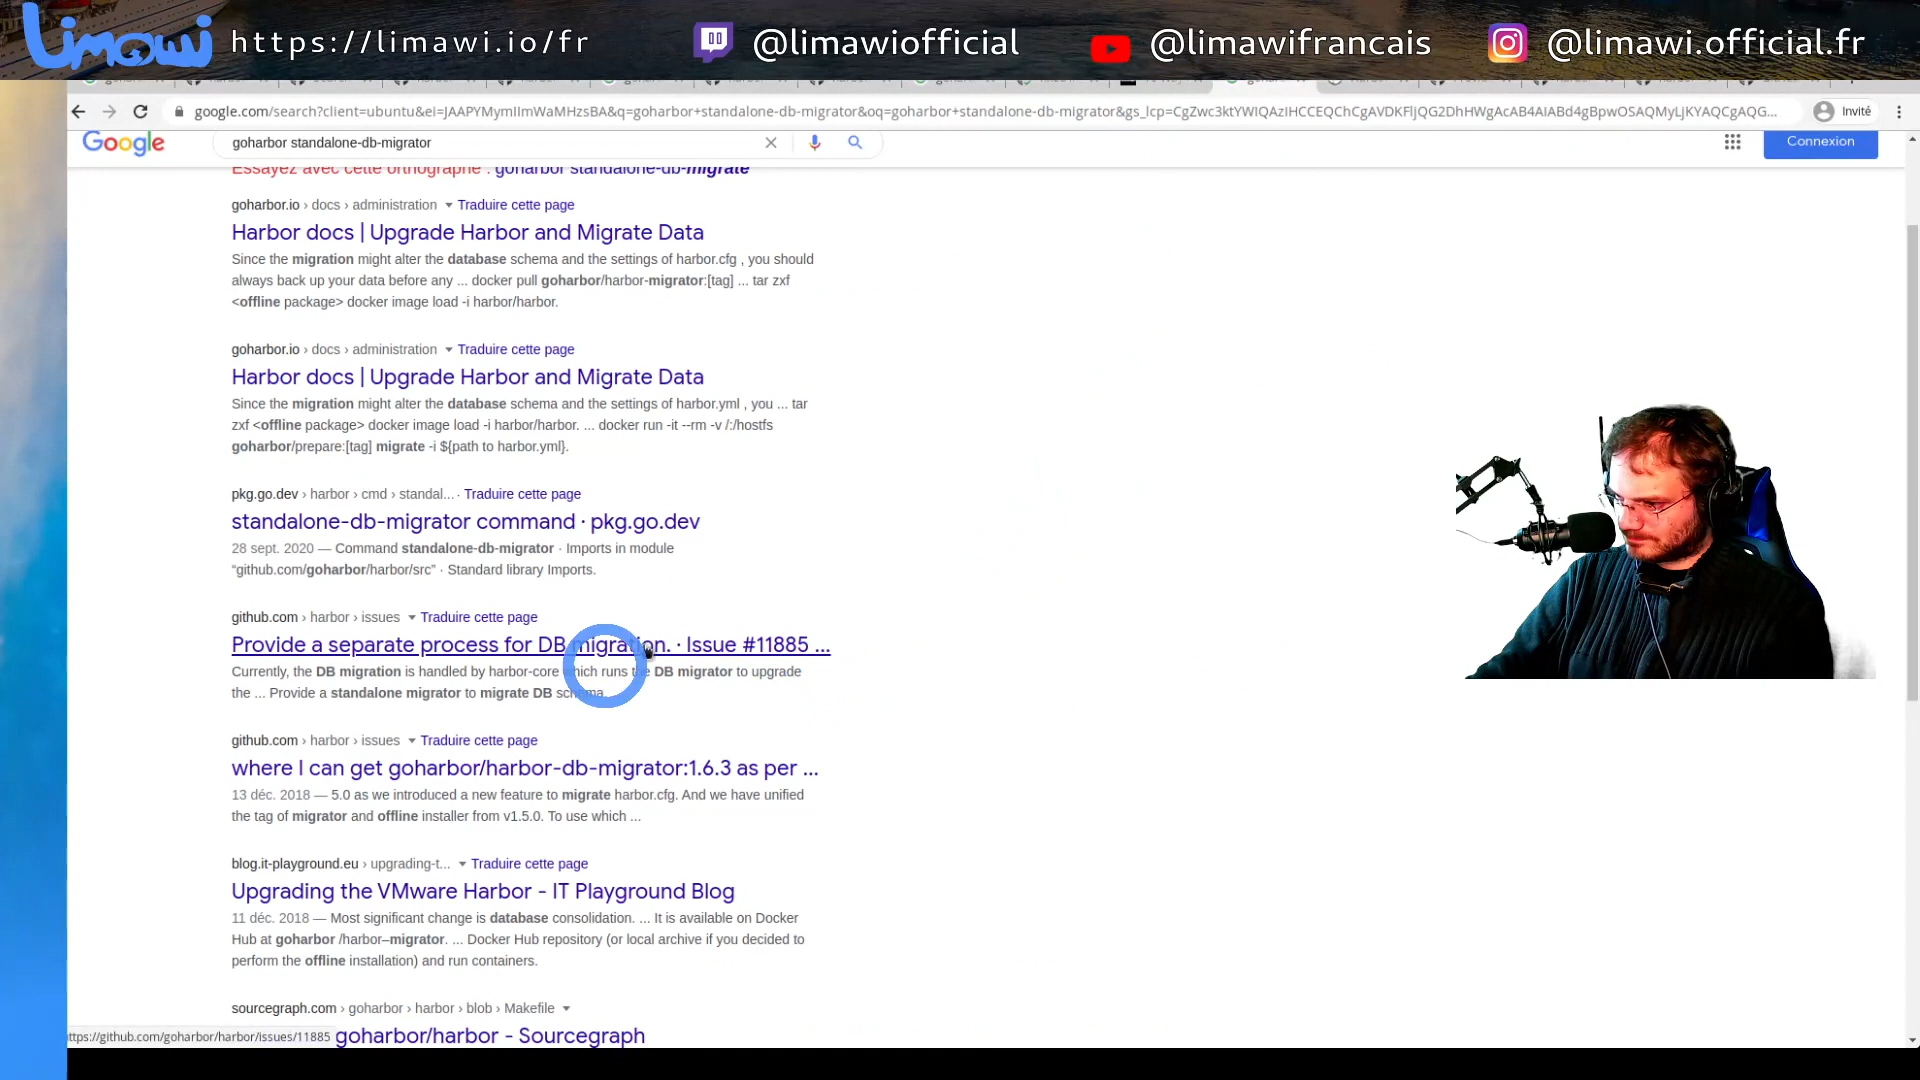 Limawi https://limawi.io/fr @limawiofficial @limawifrancais @limawi.official.fr
google.com/search?client=ubuntu&ei=JAAPYMymIImWaMHzsBA&q=goharbor+standalone-db-migrator&oq=goharbor+standalone-db-migrator&gs_lcp=CgZwc3ktYWIQAzIHCCEQChCgAVDKFljQG2DhHWgAcAB4AIABd4gBpwOSAQMyLjKYAQCgAQG... Invité
Google goharbor standalone-db-migrator Connexion
Essayez avec cette orthographe : goharbor standalone-db-migrate
goharbor.io › docs › administration Traduire cette page
Harbor docs | Upgrade Harbor and Migrate Data
Since the migration might alter the database schema and the settings of harbor.cfg , you should
always back up your data before any ... docker pull goharbor/harbor-migrator:[tag] ... tar zxf
<offline package> docker image load -i harbor/harbor.
goharbor.io › docs › administration Traduire cette page
Harbor docs | Upgrade Harbor and Migrate Data
Since the migration might alter the database schema and the settings of harbor.yml , you ... tar
zxf <offline package> docker image load -i harbor/harbor. ... docker run -it --rm -v /:/hostfs
goharbor/prepare:[tag] migrate -i ${path to harbor.yml}.
pkg.go.dev › harbor › cmd › standal... · Traduire cette page
standalone-db-migrator command · pkg.go.dev
28 sept. 2020 — Command standalone-db-migrator · Imports in module
“github.com/goharbor/harbor/src” · Standard library Imports.
github.com › harbor › issues Traduire cette page
Provide a separate process for DB migration. · Issue #11885 ...
Currently, the DB migration is handled by harbor-core which runs the DB migrator to upgrade
the ... Provide a standalone migrator to migrate DB schema.
github.com › harbor › issues Traduire cette page
where I can get goharbor/harbor-db-migrator:1.6.3 as per ...
13 déc. 2018 — 5.0 as we introduced a new feature to migrate harbor.cfg. And we have unified
the tag of migrator and offline installer from v1.5.0. To use which ...
blog.it-playground.eu › upgrading-t... Traduire cette page
Upgrading the VMware Harbor - IT Playground Blog
11 déc. 2018 — Most significant change is database consolidation. ... It is available on Docker
Hub at goharbor /harbor–migrator. ... Docker Hub repository (or local archive if you decided to
perform the offline installation) and run containers.
sourcegraph.com › goharbor › harbor › blob › Makefile
goharbor/harbor - Sourcegraph
https://github.com/goharbor/harbor/issues/11885